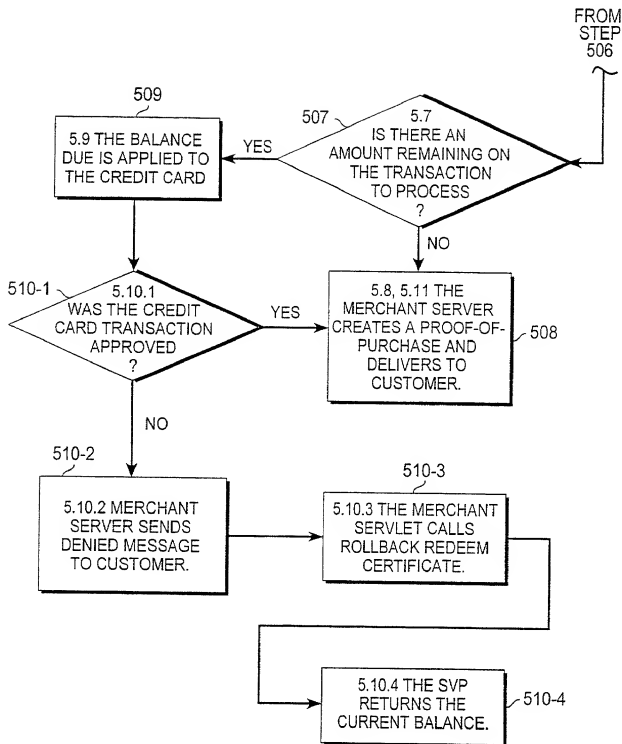 FROM
STEP
506
509
5.9 THE BALANCE
DUE IS APPLIED TO
THE CREDIT CARD
YES
507
5.7
IS THERE AN
AMOUNT REMAINING ON
THE TRANSACTION
TO PROCESS
?
NO
510-1
5.10.1
WAS THE CREDIT
CARD TRANSACTION
APPROVED
?
YES
5.8, 5.11 THE
MERCHANT SERVER
CREATES A PROOF-OF-
PURCHASE AND
DELIVERS TO
CUSTOMER.
508
NO
510-2
5.10.2 MERCHANT
SERVER SENDS
DENIED MESSAGE
TO CUSTOMER.
510-3
5.10.3 THE MERCHANT
SERVLET CALLS
ROLLBACK REDEEM
CERTIFICATE.
5.10.4 THE SVP
RETURNS THE
CURRENT BALANCE.
510-4